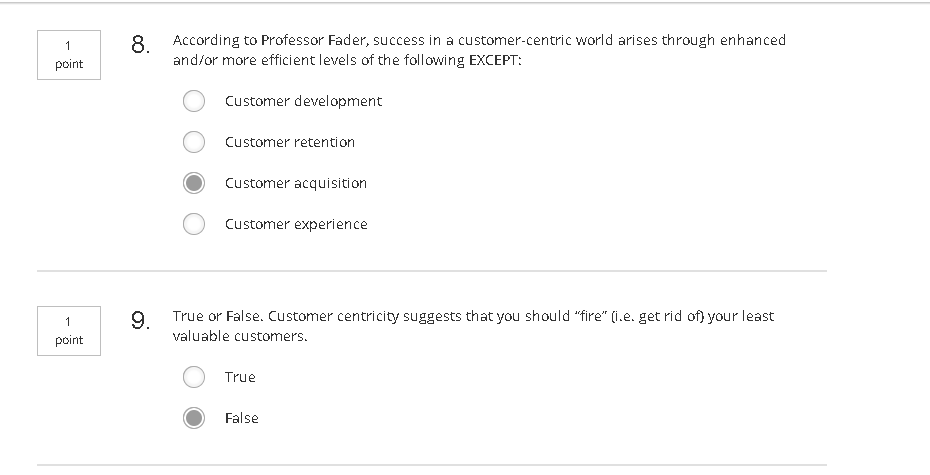 1
point
8.
According to Professor Fader, success in a customer-centric world arises through enhanced
and/or more efficient levels of the following EXCEPT:
Customer development
Customer retention
Customer acquisition
Customer experience
1
point
9.
True or False. Customer centricity suggests that you should “fire” (i.e. get rid of) your least
valuable customers.
True
False